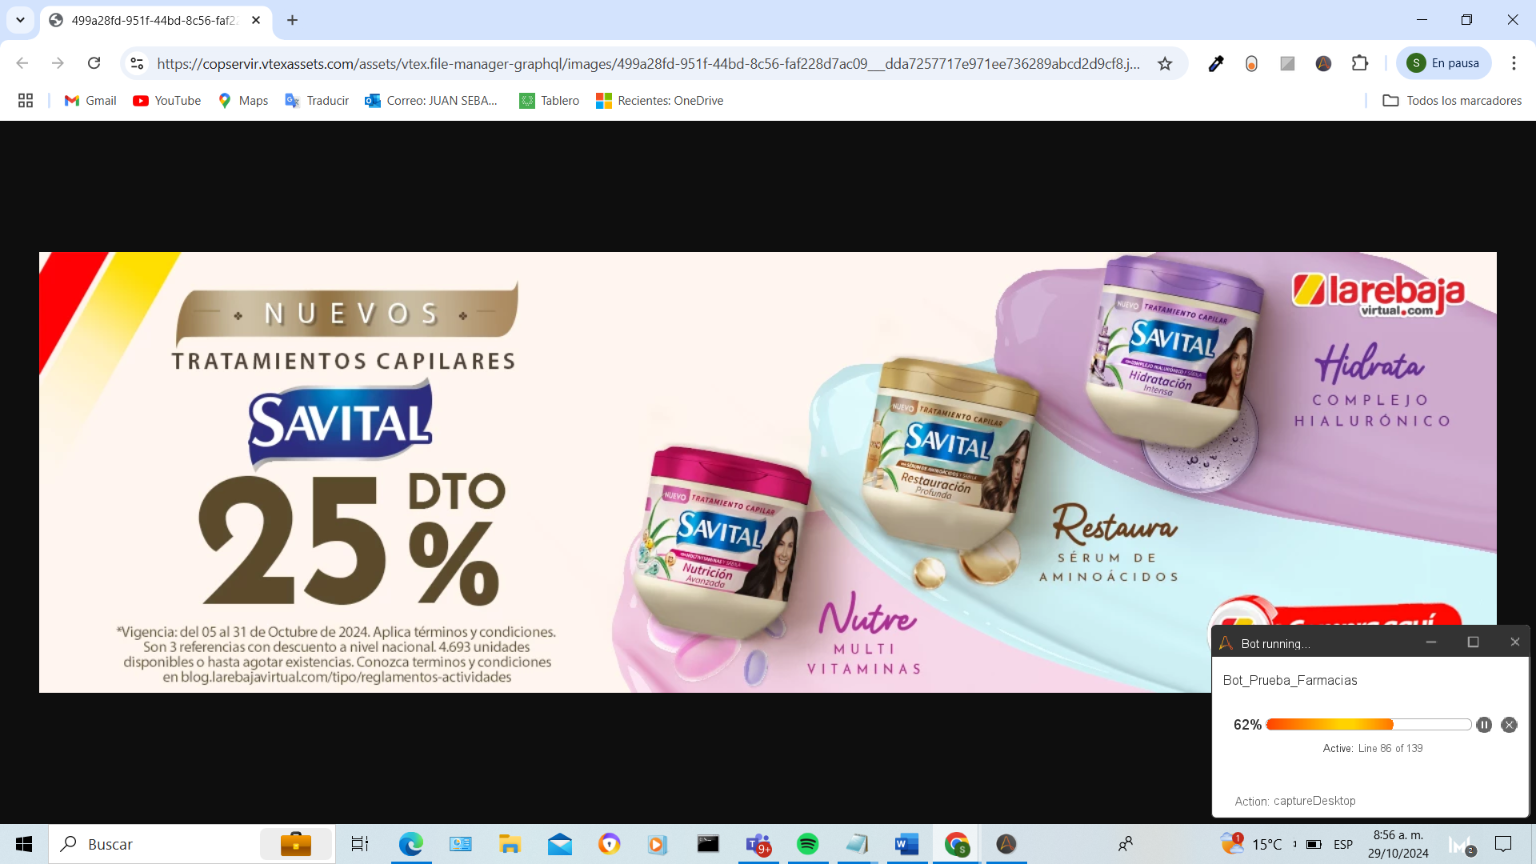 499a28fd-951f-44bd-8c56-faf22
https://copservir.vtexassets.com/assets/vtex.file-manager-graphql/images/499a28fd-951f-44bd-8c56-faf228d7ac09___dda7257717e971ee736289abcd2d9cf8.j...
S En pausa
Gmail YouTube Maps Traducir Correo: JUAN SEBA... Tablero Recientes: OneDrive Todos los marcadores
NUEVOS
TRATAMIENTOS CAPILARES
SAVITAL
25% DTO
*Vigencia: del 05 al 31 de Octubre de 2024. Aplica términos y condiciones.
Son 3 referencias con descuento a nivel nacional. 4.693 unidades
disponibles o hasta agotar existencias. Conozca terminos y condiciones
en blog.larebajavirtual.com/tipo/reglamentos-actividades
NUEVO TRATAMIENTO CAPILAR
SAVITAL
Nutrición
Avanzada
Nutre
MULTI
VITAMINAS
NUEVO TRATAMIENTO CAPILAR
SAVITAL
Restauración
Profunda
Restaura
SÉRUM DE
AMINOÁCIDOS
NUEVO TRATAMIENTO CAPILAR
SAVITAL
Hidratación
Intensa
larebaja
virtual.com
Hidrata
COMPLEJO
HIALURÓNICO
Bot running...
Bot_Prueba_Farmacias
62%
Active: Line 86 of 139
Action: captureDesktop
Buscar
9+
1
15°C
ESP
8:56 a. m.
29/10/2024
2